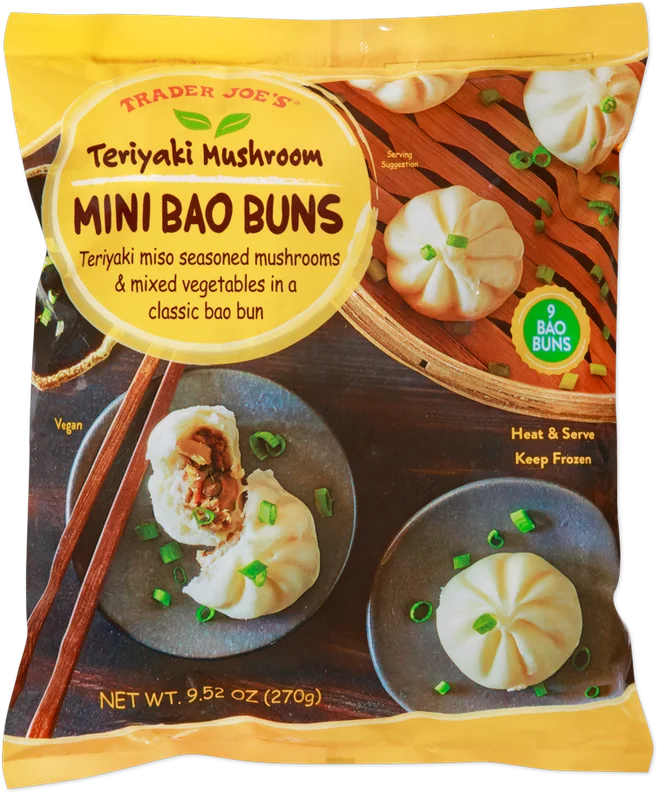 TRADER JOE'S®
Teriyaki Mushroom
MINI BAO BUNS
Teriyaki miso seasoned mushrooms
& mixed vegetables in a
classic bao bun
Serving
Suggestion
9
BAO
BUNS
Vegan
Heat & Serve
Keep Frozen
NET WT. 9.52 OZ (270g)